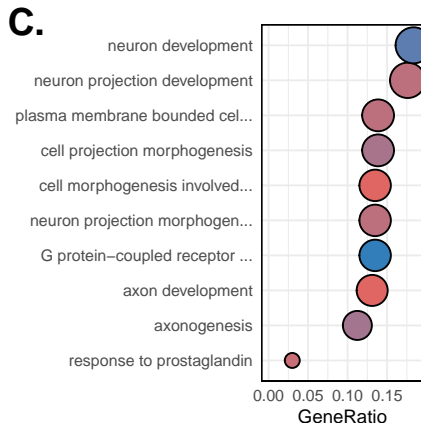 C.
neuron development
neuron projection development
plasma membrane bounded cel...
cell projection morphogenesis
cell morphogenesis involved...
neuron projection morphogen...
G protein−coupled receptor ...
axon development
axonogenesis
response to prostaglandin
0.00 0.05 0.10 0.15
GeneRatio